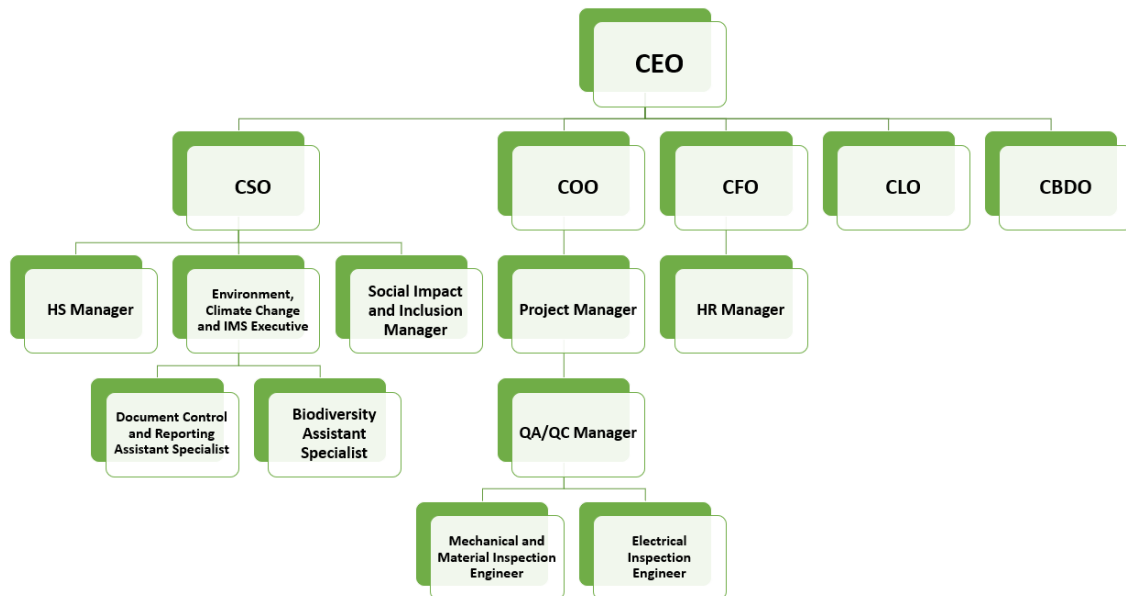 CEO
CSO
COO
CFO
CLO
CBDO
HS Manager
Environment,
Climate Change
and IMS Executive
Social Impact
and Inclusion
Manager
Project Manager
HR Manager
Document Control
and Reporting
Assistant Specialist
Biodiversity
Assistant
Specialist
QA/QC Manager
Mechanical and
Material Inspection
Engineer
Electrical
Inspection
Engineer